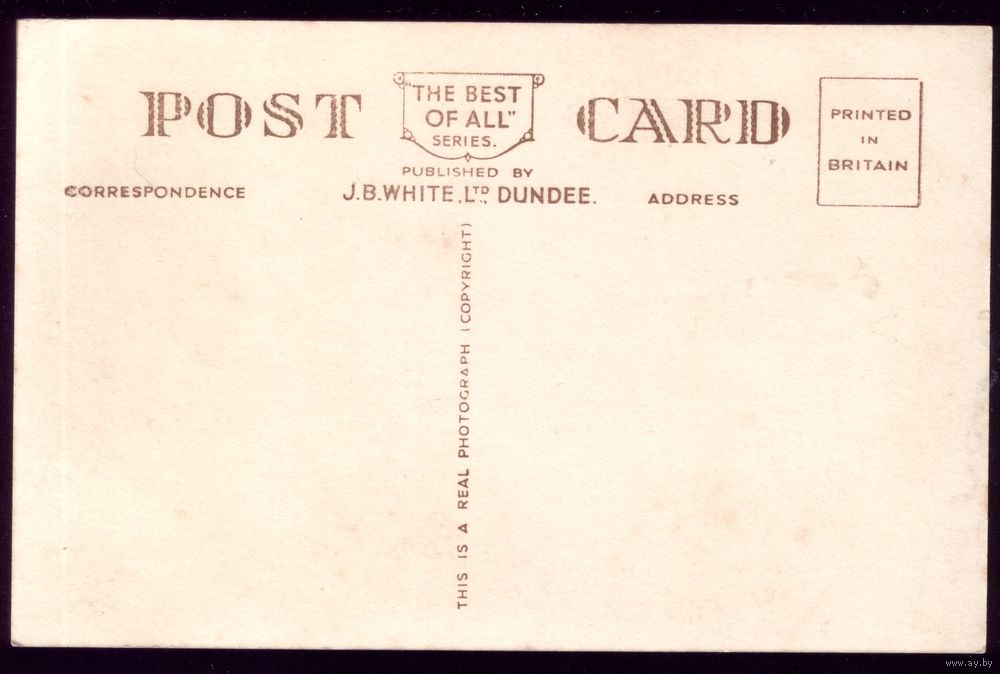 POST CARD
"THE BEST
OF ALL"
SERIES.
PUBLISHED BY
J.B.WHITE, LTD., DUNDEE.
CORRESPONDENCE
ADDRESS
PRINTED
IN
BRITAIN
THIS IS A REAL PHOTOGRAPH (COPYRIGHT)
www.ay.by